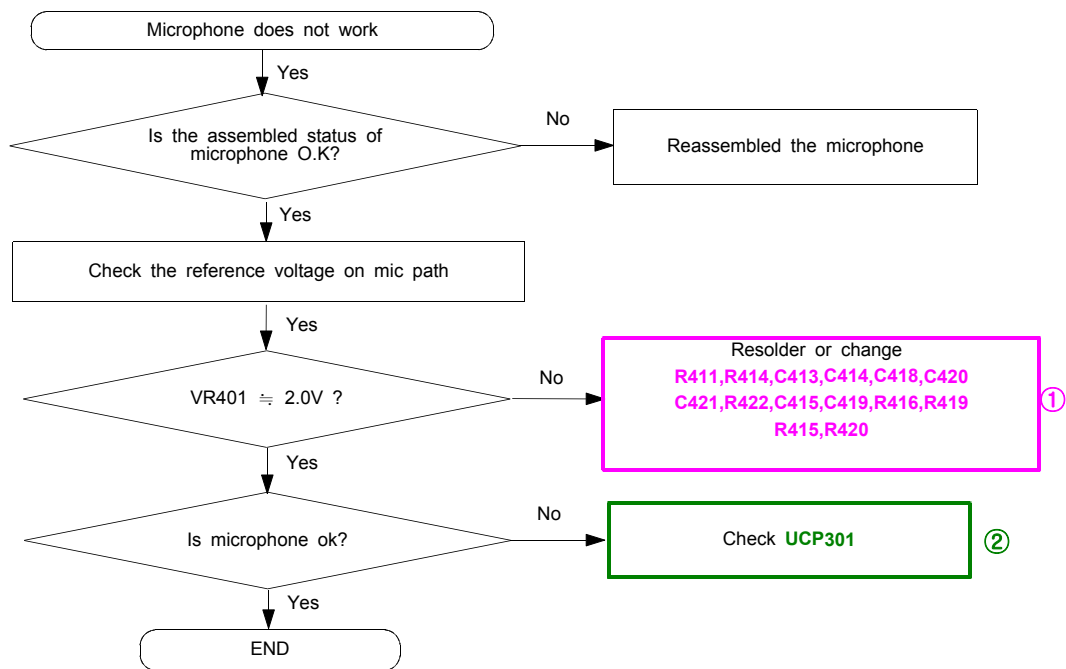 Microphone does not work
Yes
Is the assembled status of
microphone O.K?
No
Reassembled the microphone
Yes
Check the reference voltage on mic path
Yes
VR401 ≒ 2.0V ?
No
Resolder or change
R411,R414,C413,C414,C418,C420
C421,R422,C415,C419,R416,R419
R415,R420
①
Yes
Is microphone ok?
No
Check UCP301
②
Yes
END